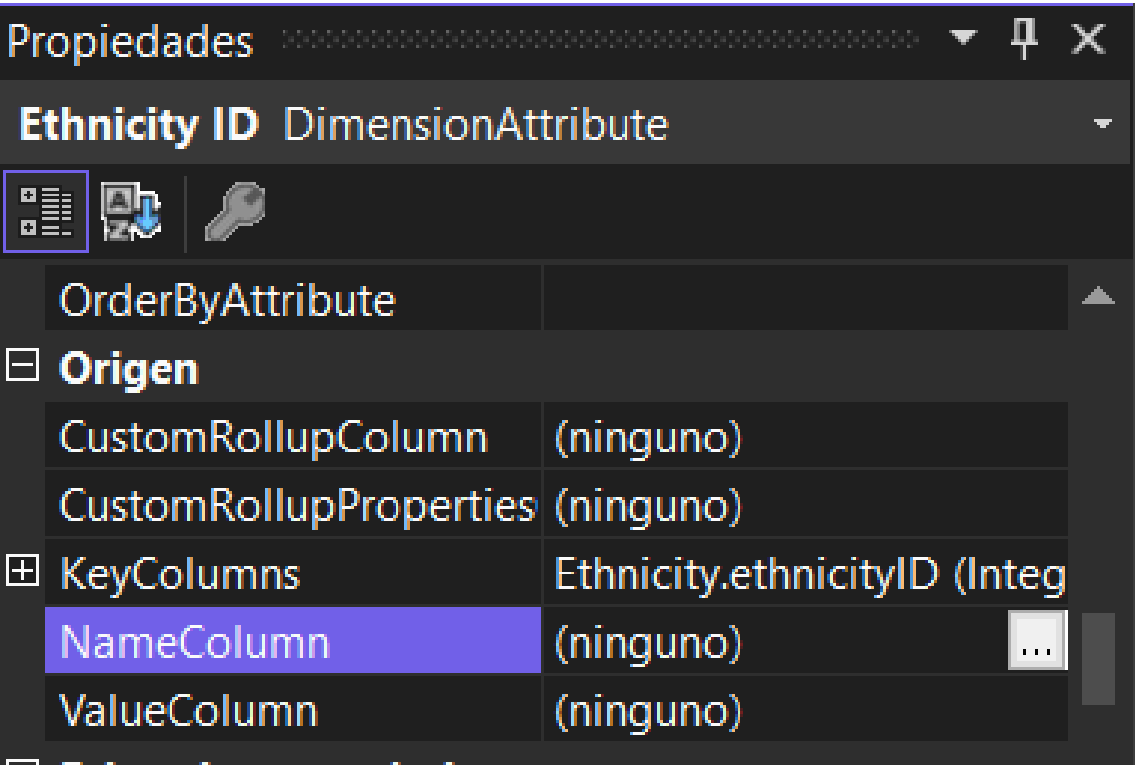 Propiedades
Ethnicity ID DimensionAttribute
OrderByAttribute
Origen
CustomRollupColumn (ninguno)
CustomRollupProperties (ninguno)
KeyColumns Ethnicity.ethnicityID (Integ
NameColumn (ninguno) ...
ValueColumn (ninguno)